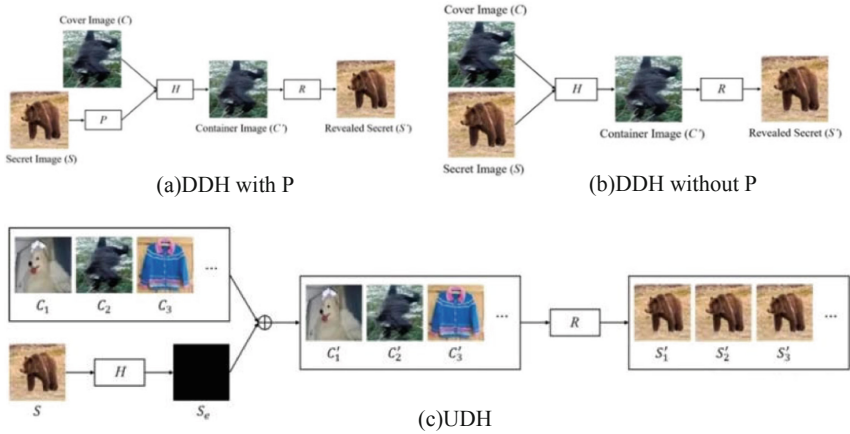 Cover Image (C)
H
R
P
Container Image (C')
Revealed Secret (S')
Secret Image (S)
(a)DDH with P
Cover Image (C)
H
R
Container Image (C')
Revealed Secret (S')
Secret Image (S)
(b)DDH without P
C₁ C₂ C₃ ...
S H Sₑ
⊕
C′₁ C′₂ C′₃ ...
R
S′₁ S′₂ S′₃ ...
(c)UDH